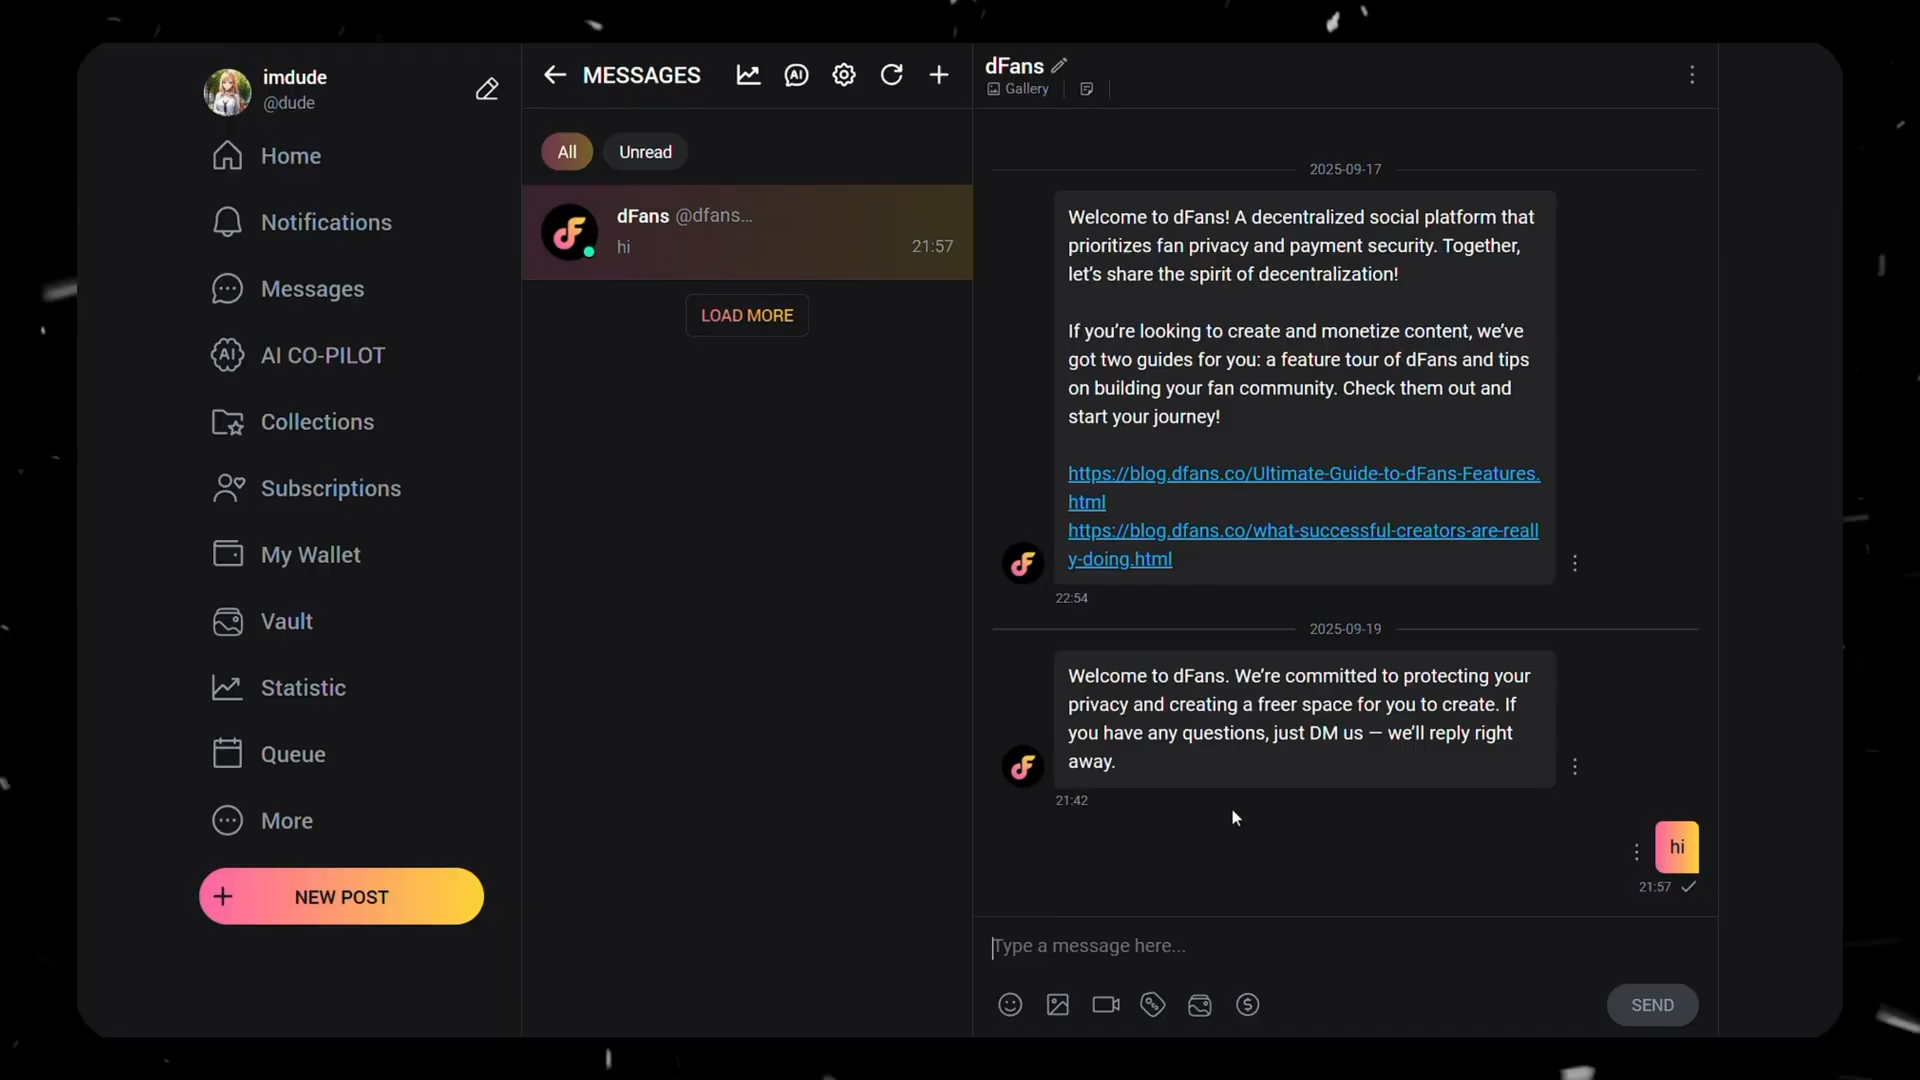 imdude
@dude
Home
Notifications
Messages
AI CO-PILOT
Collections
Subscriptions
My Wallet
Vault
Statistic
Queue
More
NEW POST
MESSAGES
AI
All
Unread
dFans @dfans...
hi
21:57
LOAD MORE
dFans
Gallery
2025-09-17
Welcome to dFans! A decentralized social platform that
prioritizes fan privacy and payment security. Together,
let’s share the spirit of decentralization!
If you’re looking to create and monetize content, we’ve
got two guides for you: a feature tour of dFans and tips
on building your fan community. Check them out and
start your journey!
https://blog.dfans.co/Ultimate-Guide-to-dFans-Features.
html
https://blog.dfans.co/what-successful-creators-are-reall
y-doing.html
22:54
2025-09-19
Welcome to dFans. We’re committed to protecting your
privacy and creating a freer space for you to create. If
you have any questions, just DM us — we’ll reply right
away.
21:42
hi
21:57
Type a message here...
SEND